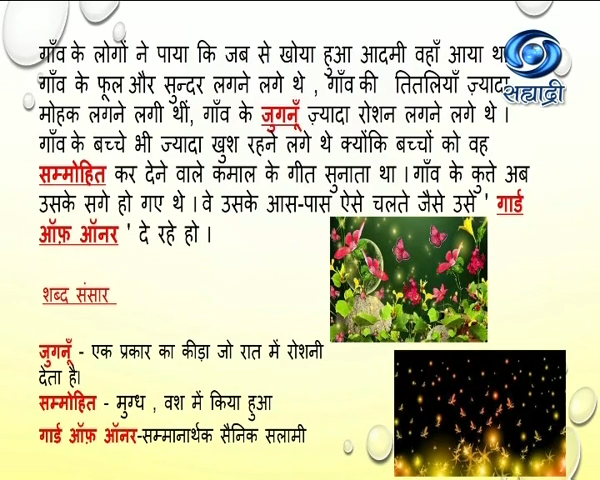 गाँव के लोगों ने पाया कि जब से खोया हुआ आदमी वहाँ आया था
गाँव के फूल और सुन्दर लगने लगे थे , गाँव की तितलियाँ ज़्यादा
मोहक लगने लगी थीं, गाँव के जुगनूँ ज़्यादा रोशन लगने लगे थे ।
गाँव के बच्चे भी ज्यादा खुश रहने लगे थे क्योंकि बच्चों को वह
सम्मोहित कर देने वाले कमाल के गीत सुनाता था । गाँव के कुत्ते अब
उसके सगे हो गए थे । वे उसके आस-पास ऐसे चलते जैसे उसे ' गार्ड
ऑफ़ ऑनर ' दे रहे हो ।
सह्याद्री
शब्द संसार
जुगनूँ - एक प्रकार का कीड़ा जो रात में रोशनी
देता है।
सम्मोहित - मुग्ध , वश में किया हुआ
गार्ड ऑफ़ ऑनर-सम्मानार्थक सैनिक सलामी